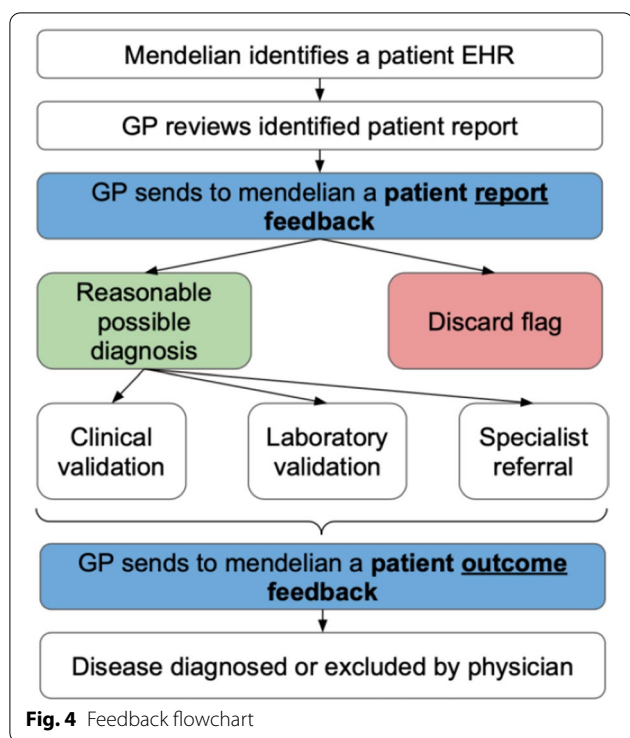 Mendelian identifies a patient EHR
GP reviews identified patient report
GP sends to mendelian a patient report
feedback
Reasonable
possible
diagnosis
Discard flag
Clinical
validation
Laboratory
validation
Specialist
referral
GP sends to mendelian a patient outcome
feedback
Disease diagnosed or excluded by physician
Fig. 4 Feedback flowchart